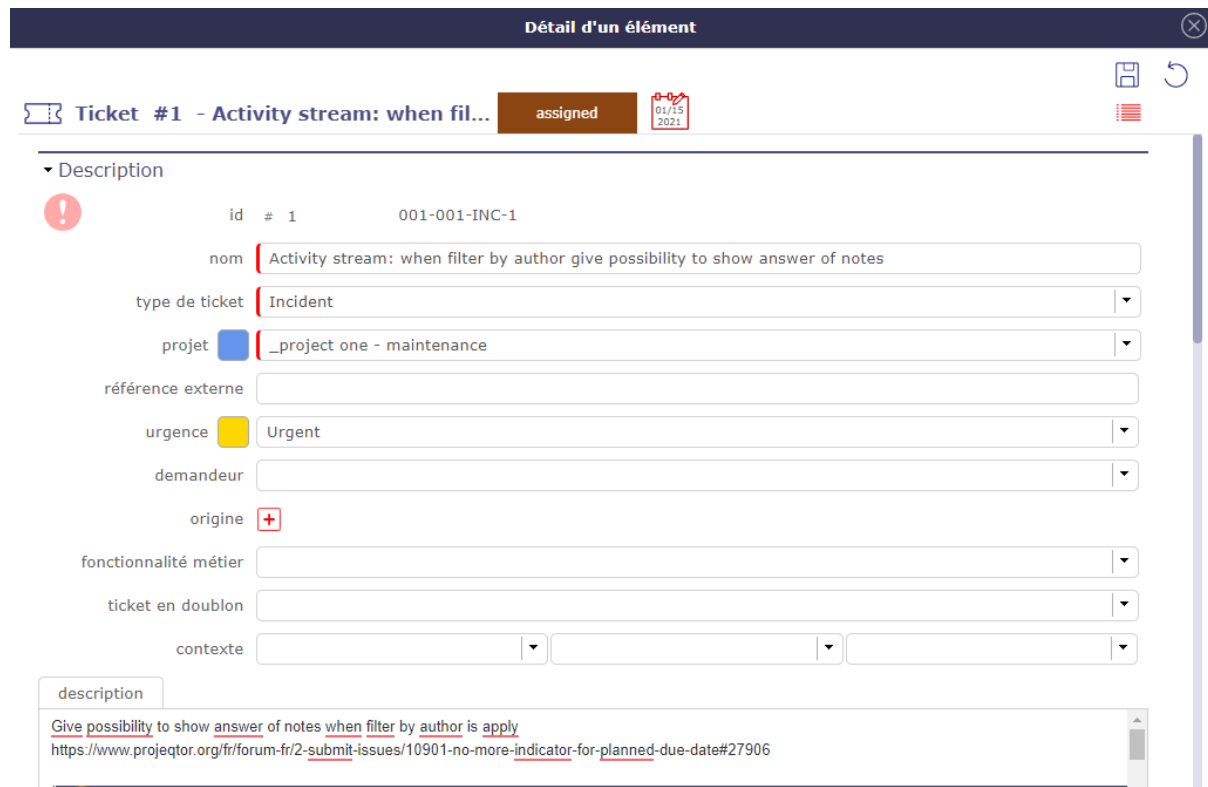 Détail d'un élément
Ticket #1 - Activity stream: when fil...
assigned
01/15
2021
Description
id # 1 001-001-INC-1
nom Activity stream: when filter by author give possibility to show answer of notes
type de ticket Incident
projet _project one - maintenance
référence externe
urgence Urgent
demandeur
origine
fonctionnalité métier
ticket en doublon
contexte
description
Give possibility to show answer of notes when filter by author is apply
https://www.projeqtor.org/fr/forum-fr/2-submit-issues/10901-no-more-indicator-for-planned-due-date#27906